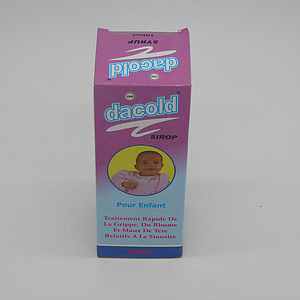 SYRUP
100ml
dacold
dacold
SIROP
Pour Enfant
Traitement Rapide De
La Grippe, Du Rhume
Et Maux De Tete
Relatifs A La Sinusite